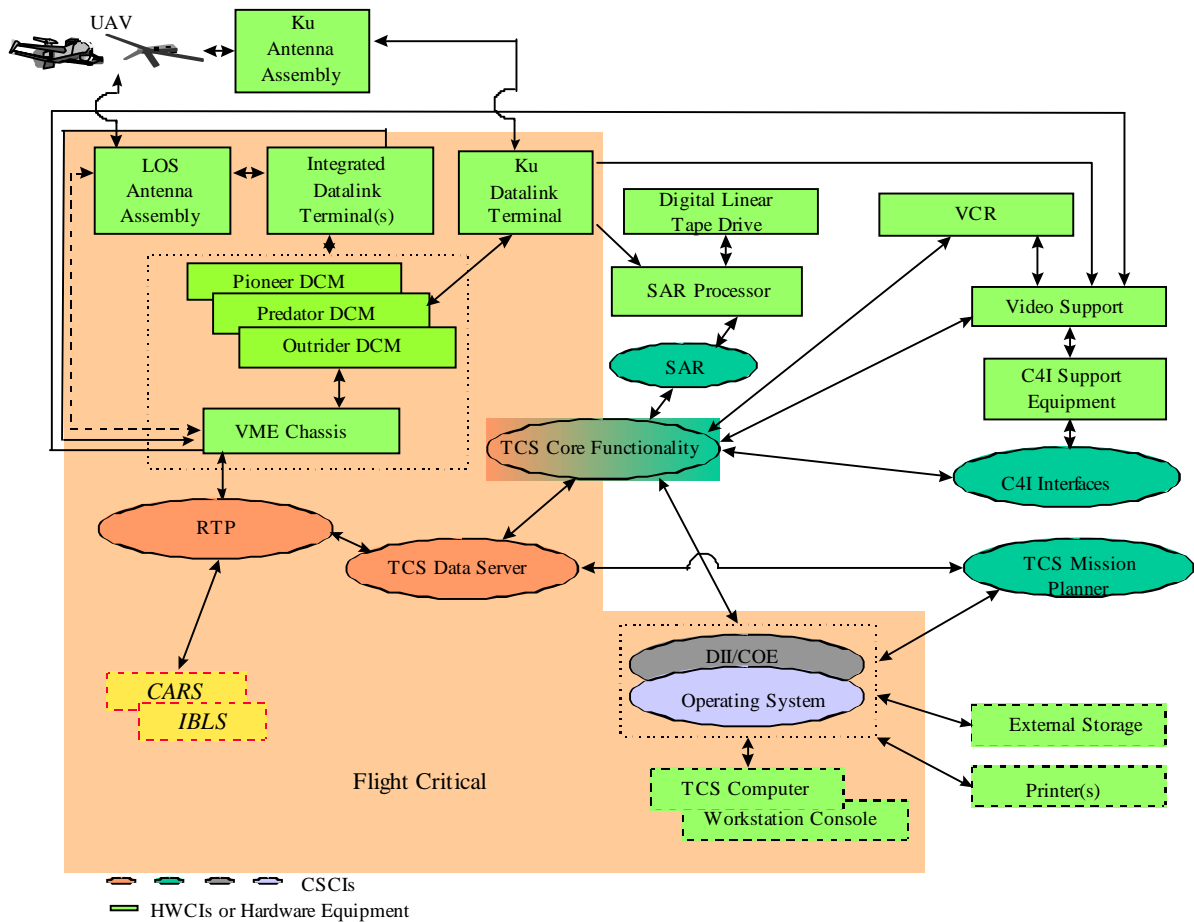 UAV
Ku
Antenna
Assembly
LOS
Antenna
Assembly
Integrated
Datalink
Terminal(s)
Ku
Datalink
Terminal
Digital Linear
Tape Drive
VCR
Pioneer DCM
Predator DCM
Outrider DCM
SAR Processor
Video Support
SAR
C4I Support
Equipment
VME Chassis
TCS Core Functionality
C4I Interfaces
RTP
TCS Data Server
TCS Mission
Planner
DII/COE
Operating System
CARS
IBLS
External Storage
Flight Critical
TCS Computer
Workstation Console
Printer(s)
CSCIs
HWCIs or Hardware Equipment